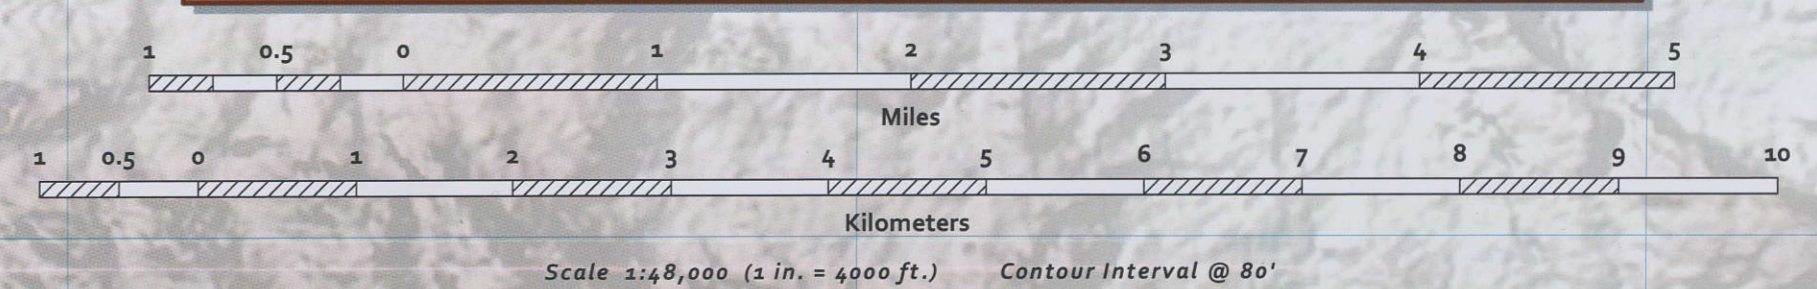 1 0.5 0 1 2 3 4 5
Miles
1 0.5 0 1 2 3 4 5 6 7 8 9 10
Kilometers
Scale 1:48,000 (1 in. = 4000 ft.) Contour Interval @ 80'